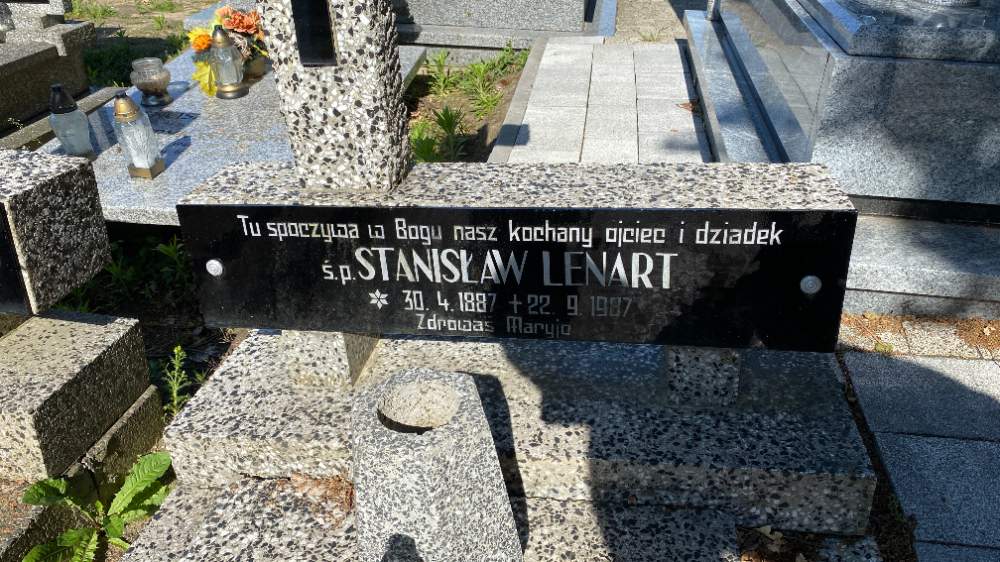 Tu spoczywa w Bogu nasz kochany ojciec i dziadek
ś.p. STANISŁAW LENART
* 30. 4. 1887 + 22. 9. 1987
Zdrowaś Maryjo